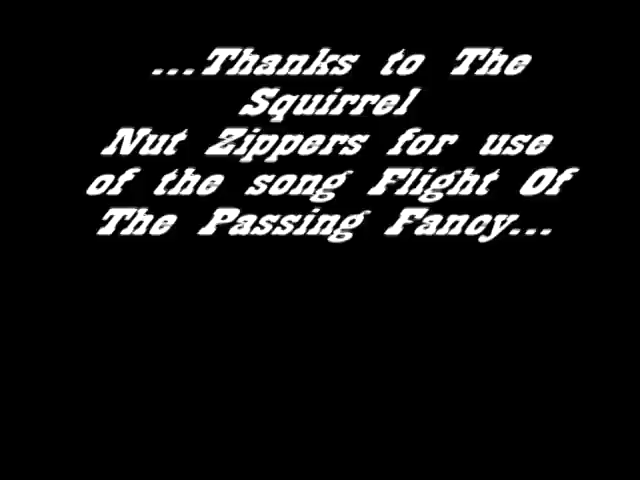 ...Thanks to The
Squirrel
Nut Zippers for use
of the song Flight Of
The Passing Fancy...